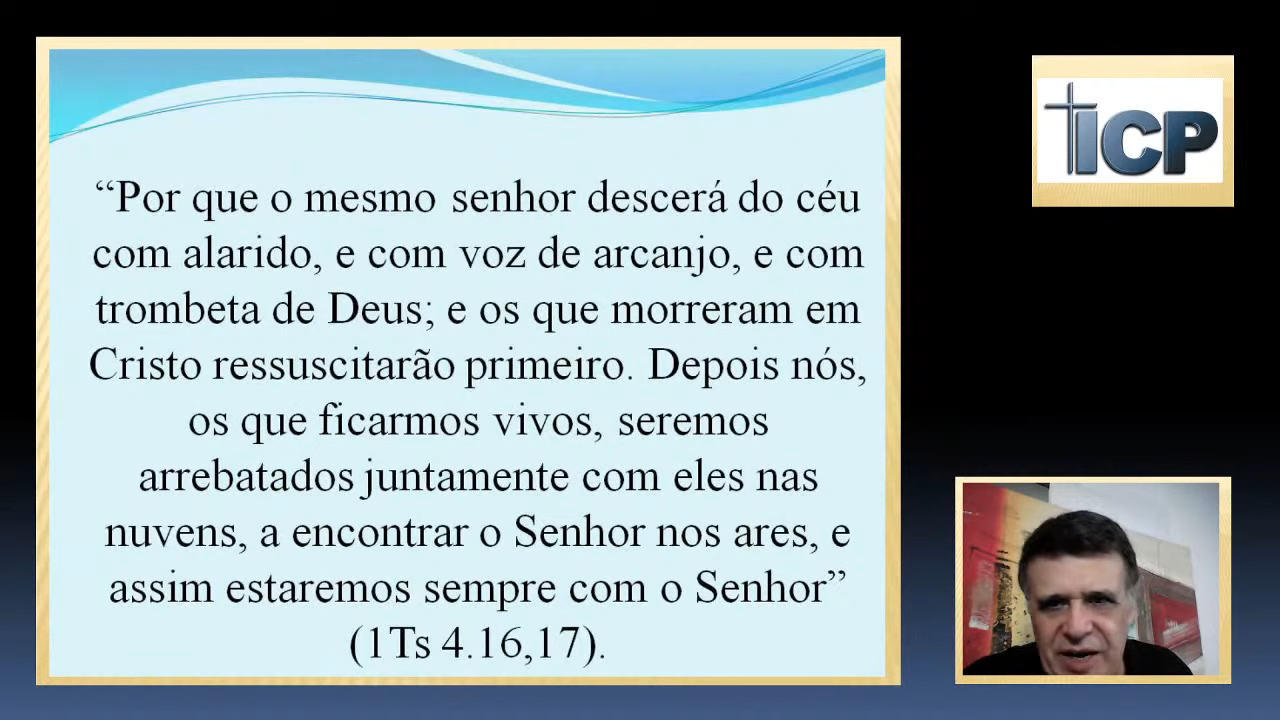 “Por que o mesmo senhor descerá do céu
com alarido, e com voz de arcanjo, e com
trombeta de Deus; e os que morreram em
Cristo ressuscitarão primeiro. Depois nós,
os que ficarmos vivos, seremos
arrebatados juntamente com eles nas
nuvens, a encontrar o Senhor nos ares, e
assim estaremos sempre com o Senhor”
(1Ts 4.16,17).
ICP